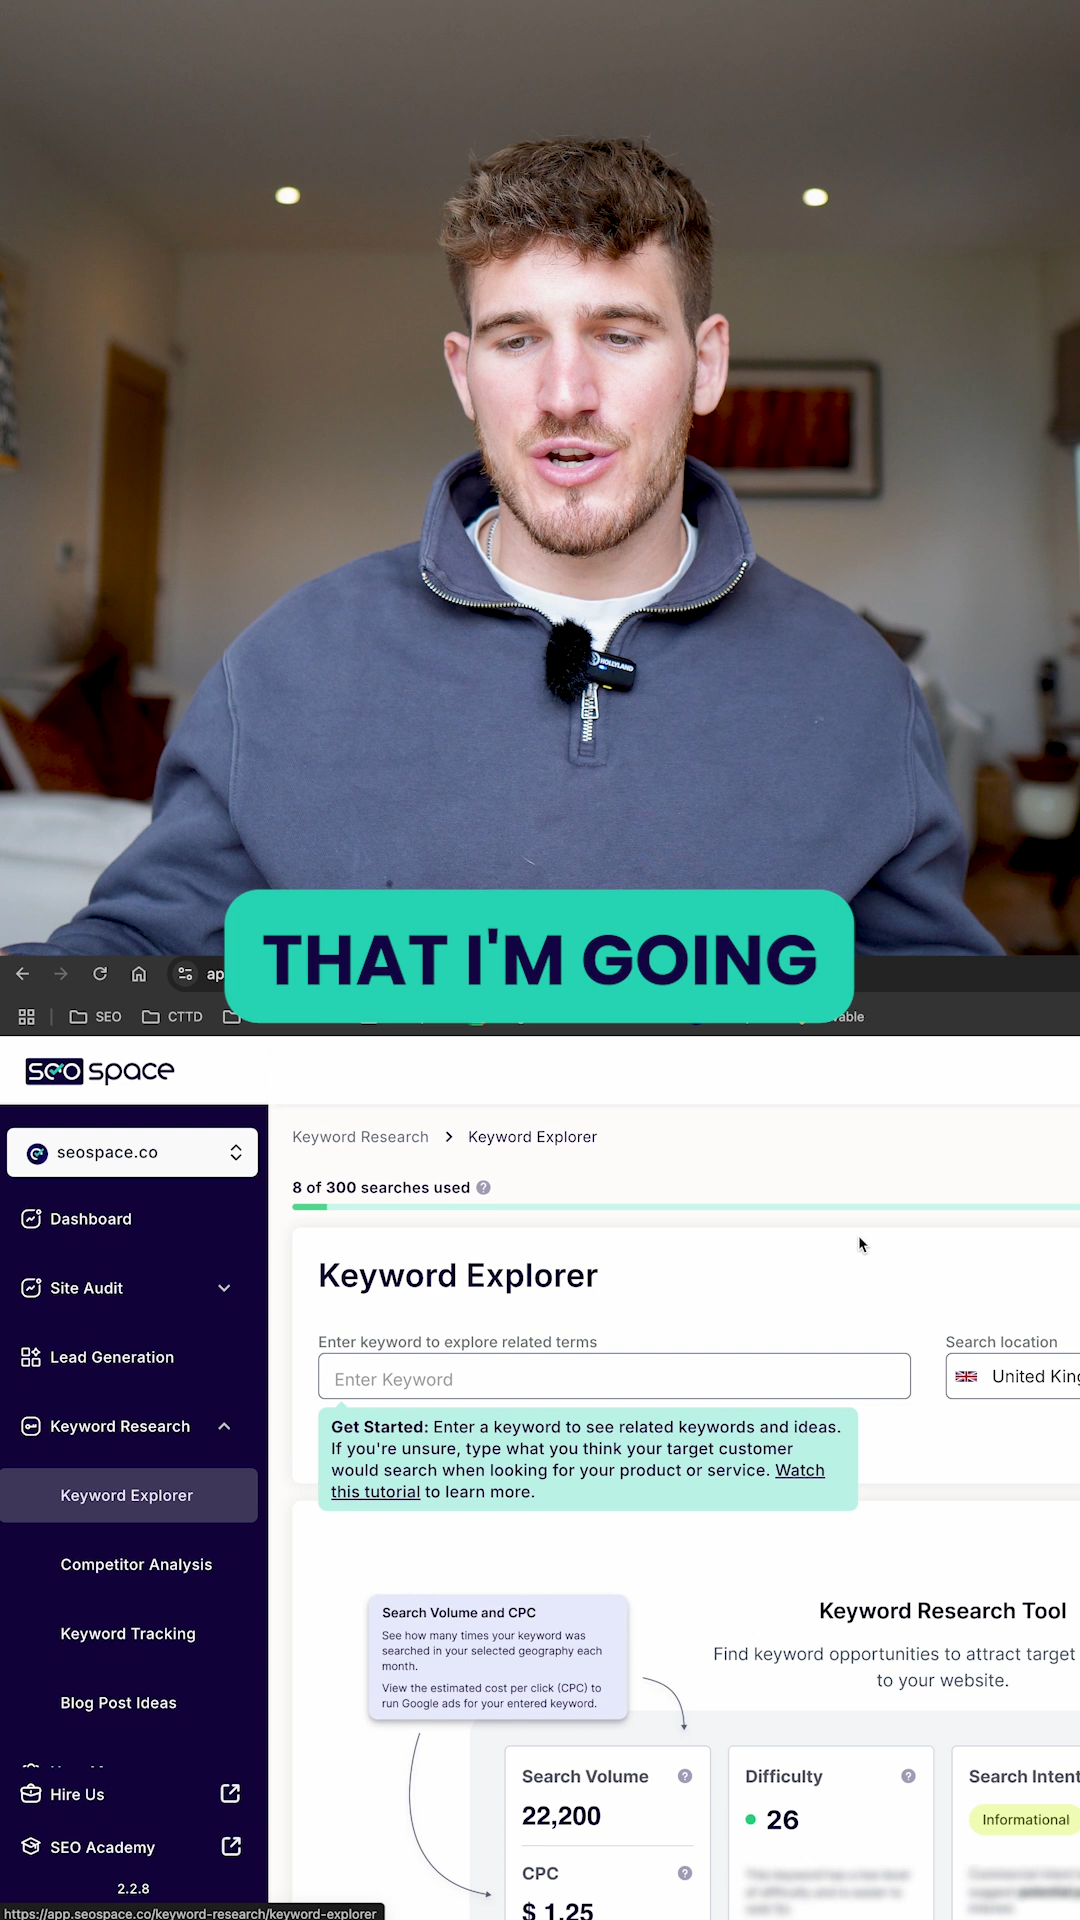 HOLLYLAND
THAT I'M GOING
ap
SEO
CTTD
seo space
seospace.co
Dashboard
Site Audit
Lead Generation
Keyword Research
Keyword Explorer
Competitor Analysis
Keyword Tracking
Blog Post Ideas
Hire Us
SEO Academy
2.2.8
https://app.seospace.co/keyword-research/keyword-explorer
Keyword Research > Keyword Explorer
8 of 300 searches used ?
Keyword Explorer
Enter keyword to explore related terms
Enter Keyword
Search location
United King
Get Started: Enter a keyword to see related keywords and ideas.
If you're unsure, type what you think your target customer
would search when looking for your product or service. Watch
this tutorial to learn more.
Search Volume and CPC
See how many times your keyword was
searched in your selected geography each
month.
View the estimated cost per click (CPC) to
run Google ads for your entered keyword.
Keyword Research Tool
Find keyword opportunities to attract target
to your website.
Search Volume ?
22,200
CPC ?
$ 1.25
Difficulty ?
26
Search Intent
Informational